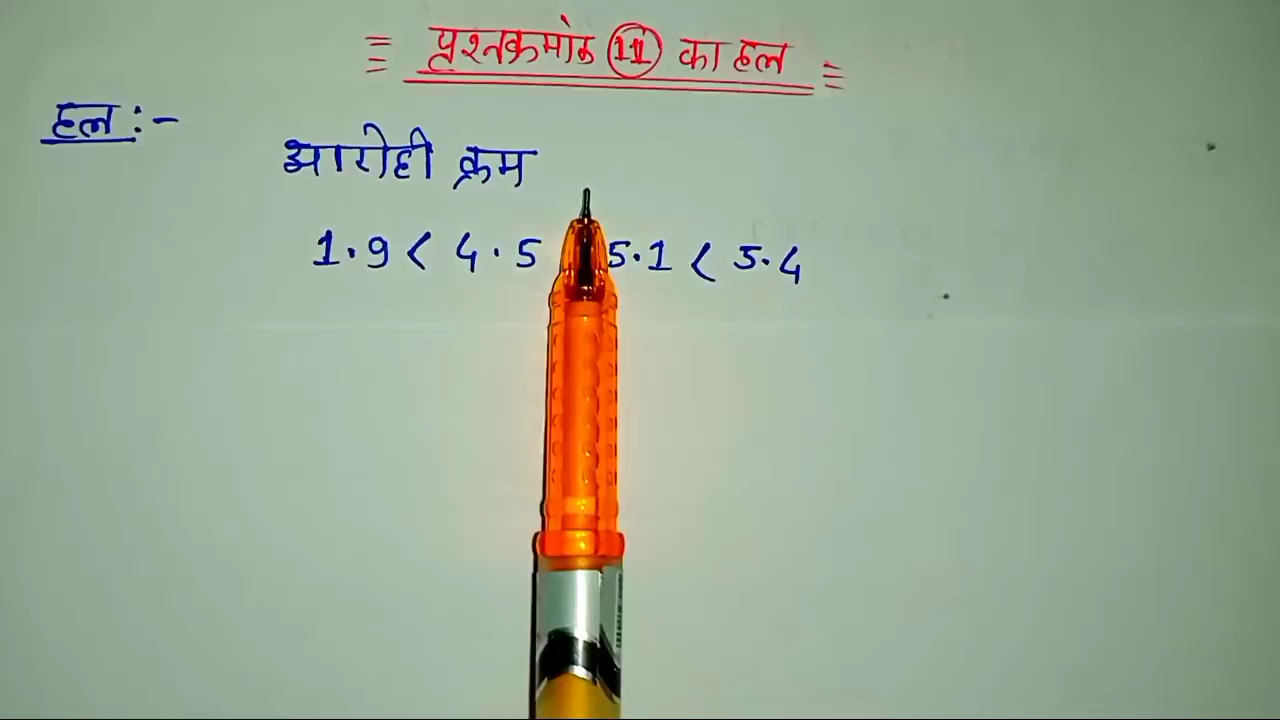 प्रश्नक्रमांक 11 का हल
हल :-
आरोही क्रम
1.9 < 4.5 5.1 < 5.4